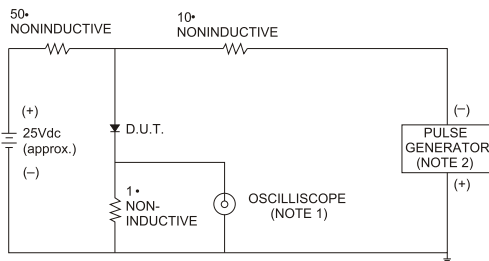 50•
NONINDUCTIVE
10•
NONINDUCTIVE
(+)
25Vdc
(approx.)
(–)
D.U.T.
1•
NON-
INDUCTIVE
OSCILLISCOPE
(NOTE 1)
(–)
PULSE
GENERATOR
(NOTE 2)
(+)